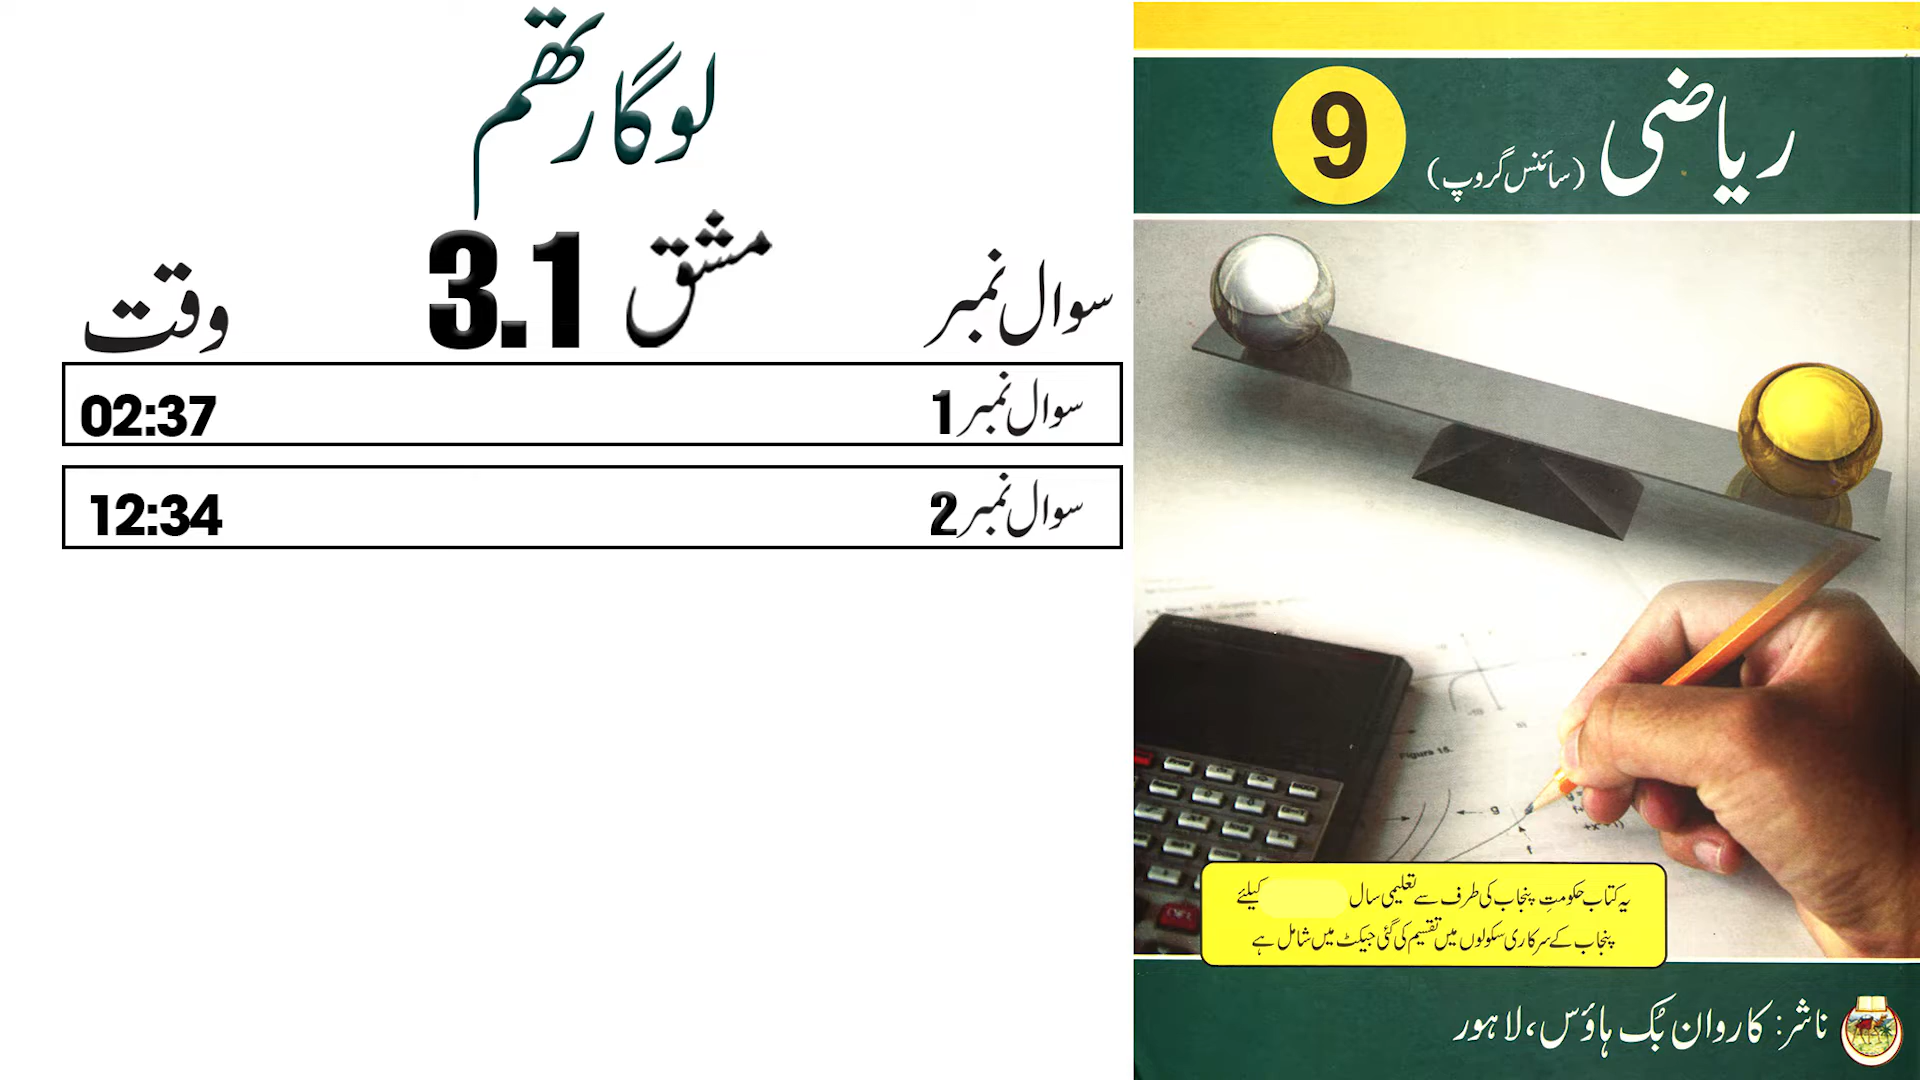 لوگارتھم
مشق 3.1
سوال نمبر
وقت
سوال نمبر 1
02:37
سوال نمبر 2
12:34
ریاضی (سائنس گروپ) 9
یہ کتاب حکومتِ پنجاب کی طرف سے تعلیمی سال کیلئے
پنجاب کے سرکاری سکولوں میں تقسیم کی گئی جیکٹ میں شامل ہے
ناشر: کاروان بُک ہاؤس، لاہور
Figure 15.